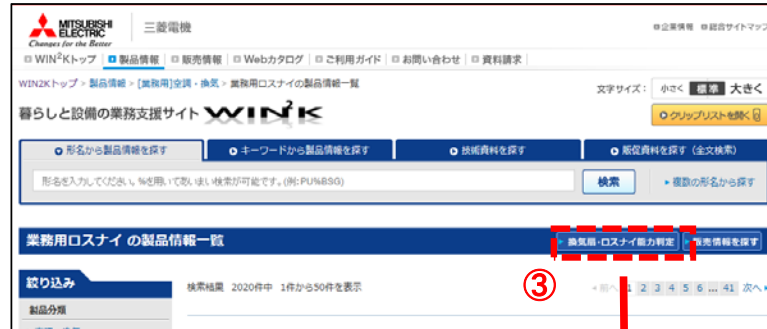 MITSUBISHI ELECTRIC
Changes for the Better
三菱電機
企業情報 総合サイトマップ
WIN²Kトップ 製品情報 販売情報 Webカタログ ご利用ガイド お問い合わせ 資料請求
WIN2Kトップ > 製品情報 > [業務用]空調・換気 > 業務用ロスナイの製品情報一覧
文字サイズ： 小さく 標準 大きく
暮らしと設備の業務支援サイト WIN²K
クリップリストを開く
形名から製品情報を探す キーワードから製品情報を探す 技術資料を探す 販促資料を探す（全文検索）
形名を入力してください。%を用いてあいまい検索が可能です。(例:PU%BSG)
検索
複数の形名から探す
業務用ロスナイ の製品情報一覧
換気扇・ロスナイ能力判定
販売情報を探す
絞り込み
検索結果 2020件中 1件から50件を表示
③
前へ 1 2 3 4 5 6 ... 41 次へ
製品分類